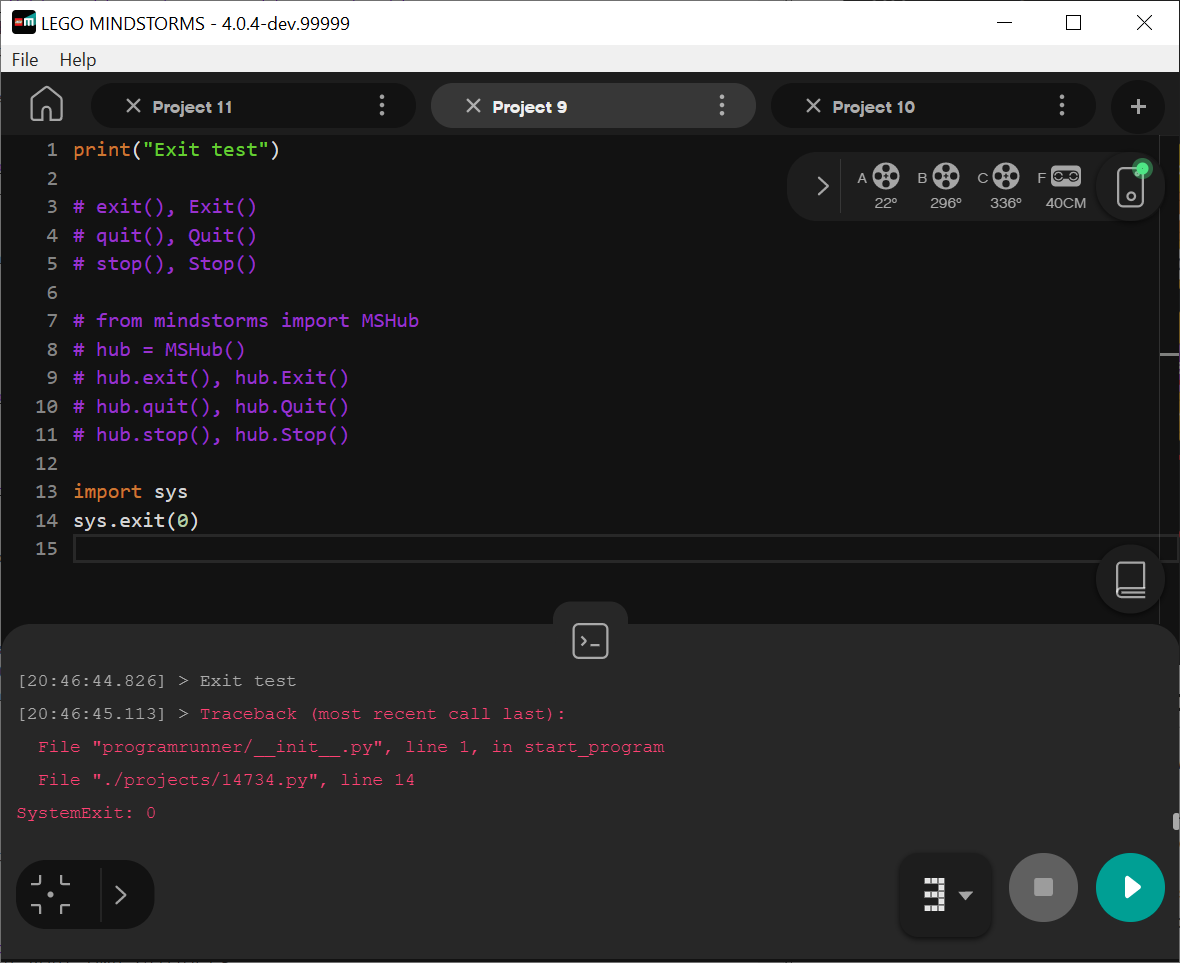 LEGO MINDSTORMS - 4.0.4-dev.99999
File Help
Project 11 Project 9 Project 10
1 print("Exit test")
2
3 # exit(), Exit()
4 # quit(), Quit()
5 # stop(), Stop()
6
7 # from mindstorms import MSHub
8 # hub = MSHub()
9 # hub.exit(), hub.Exit()
10 # hub.quit(), hub.Quit()
11 # hub.stop(), hub.Stop()
12
13 import sys
14 sys.exit(0)
15
A B C F
22° 296° 336° 40CM
[20:46:44.826] > Exit test
[20:46:45.113] > Traceback (most recent call last):
File "programrunner/__init__.py", line 1, in start_program
File "./projects/14734.py", line 14
SystemExit: 0
3